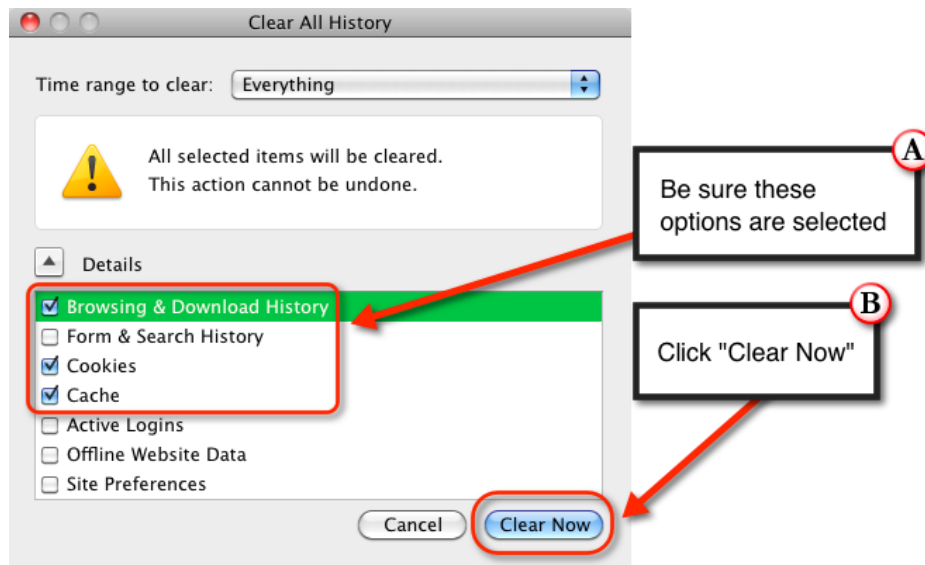 Clear All History
Time range to clear: Everything
All selected items will be cleared.
This action cannot be undone.
A
Be sure these
options are selected
Details
Browsing & Download History
Form & Search History
Cookies
Cache
Active Logins
Offline Website Data
Site Preferences
B
Click "Clear Now"
Cancel Clear Now